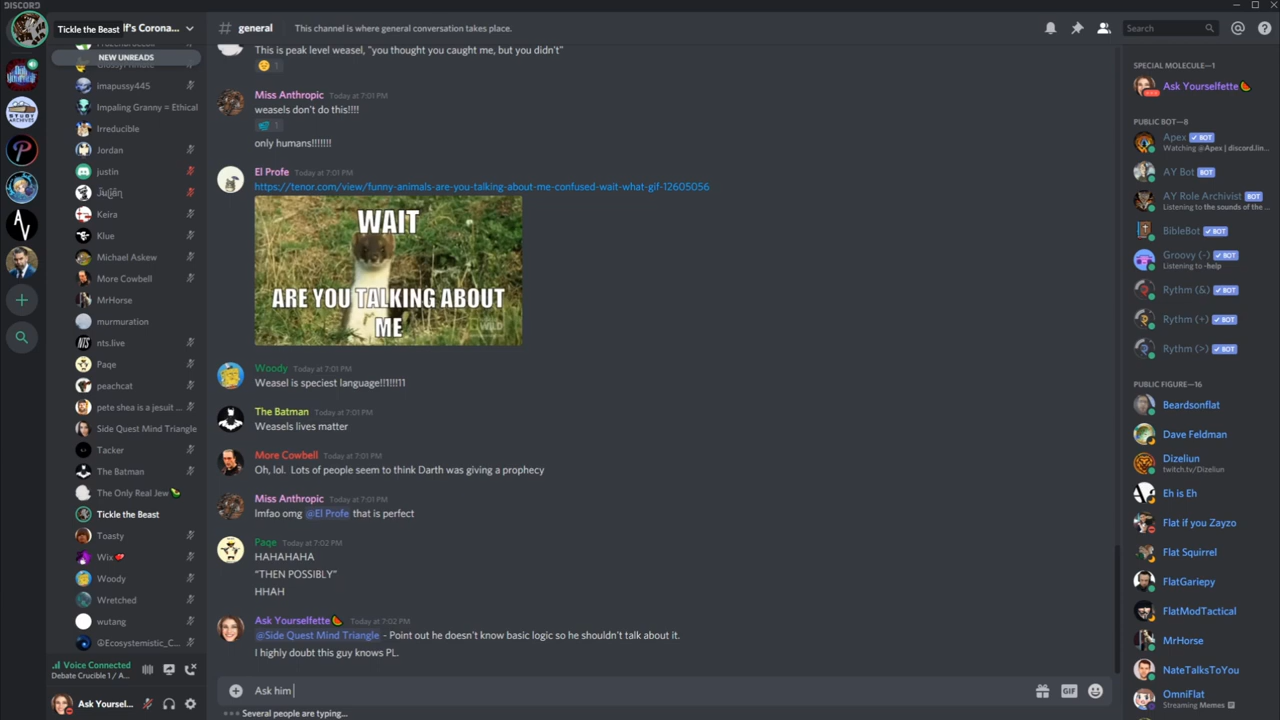 DISCORD
Tickle the Beast
lf's Corona...
NEW UNREADS
imapussy445
Impaling Granny = Ethical
Irreducible
Jordan
justin
Keira
Klue
Michael Askew
More Cowbell
MrHorse
murmuration
nts.live
Paqe
peachcat
pete shea is a jesuit ...
Side Quest Mind Triangle
Tacker
The Batman
The Only Real Jew
Tickle the Beast
Toasty
Wix
Woody
Wretched
wutang
@Ecosystemistic_C...
Voice Connected
Debate Crucible 1 / A...
Ask Yoursel...
# general
This channel is where general conversation takes place.
Search
This is peak level weasel, "you thought you caught me, but you didn't"
1
Miss Anthropic Today at 7:01 PM
weasels don't do this!!!!
1
only humans!!!!!!!
El Profe Today at 7:01 PM
https://tenor.com/view/funny-animals-are-you-talking-about-me-confused-wait-what-gif-12605056
WAIT
ARE YOU TALKING ABOUT
ME
WILD
Woody Today at 7:01 PM
Weasel is speciest language!!1!!!11
The Batman Today at 7:01 PM
Weasels lives matter
More Cowbell Today at 7:01 PM
Oh, lol. Lots of people seem to think Darth was giving a prophecy
Miss Anthropic Today at 7:01 PM
lmfao omg @El Profe that is perfect
Paqe Today at 7:02 PM
HAHAHAHA
"THEN POSSIBLY"
HHAH
Ask Yourselfette🍉 Today at 7:02 PM
@Side Quest Mind Triangle - Point out he doesn't know basic logic so he shouldn't talk about it.
I highly doubt this guy knows PL.
Ask him
GIF
Several people are typing...
SPECIAL MOLECULE—1
Ask Yourselfette🍉
PUBLIC BOT—8
Apex BOT
Watching @Apex | discord.lin...
AY Bot BOT
AY Role Archivist BOT
Listening to the sounds of the ...
BibleBot BOT
Groovy (-) BOT
Listening to -help
Rythm (&) BOT
Rythm (+) BOT
Rythm (>) BOT
PUBLIC FIGURE—16
Beardsonflat
Dave Feldman
Dizeliun
twitch.tv/Dizeliun
Eh is Eh
Flat if you Zayzo
Flat Squirrel
FlatGariepy
FlatModTactical
MrHorse
NateTalksToYou
OmniFlat
Streaming Memes
STUDY
ARCHIVES
P
AV
NTS